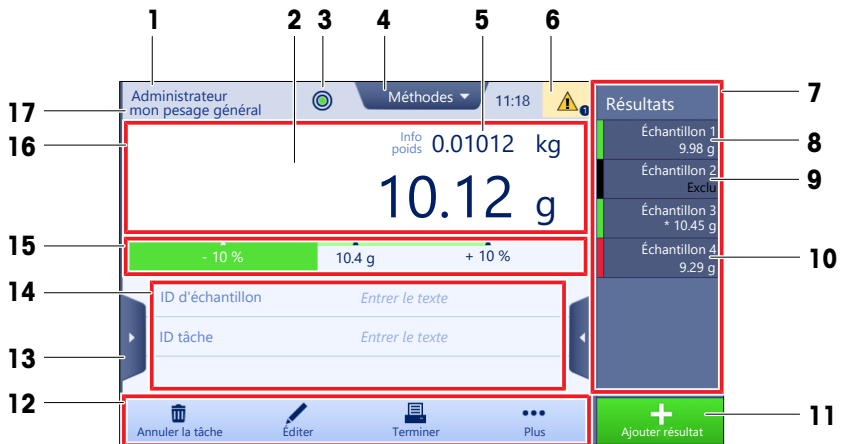 1 2 3 4 5 6
Administrateur
mon pesage général
Méthodes
11:18
1
17
16
Info
poids
0.01012 kg
10.12 g
15
- 10 % 10.4 g + 10 %
14
ID d'échantillon Entrer le texte
ID tâche Entrer le texte
13
12
Annuler la tâche Éditer Terminer Plus
Résultats
7
Échantillon 1
9.98 g
8
Échantillon 2
Exclu
9
Échantillon 3
* 10.45 g
Échantillon 4
9.29 g
10
Ajouter résultat
11